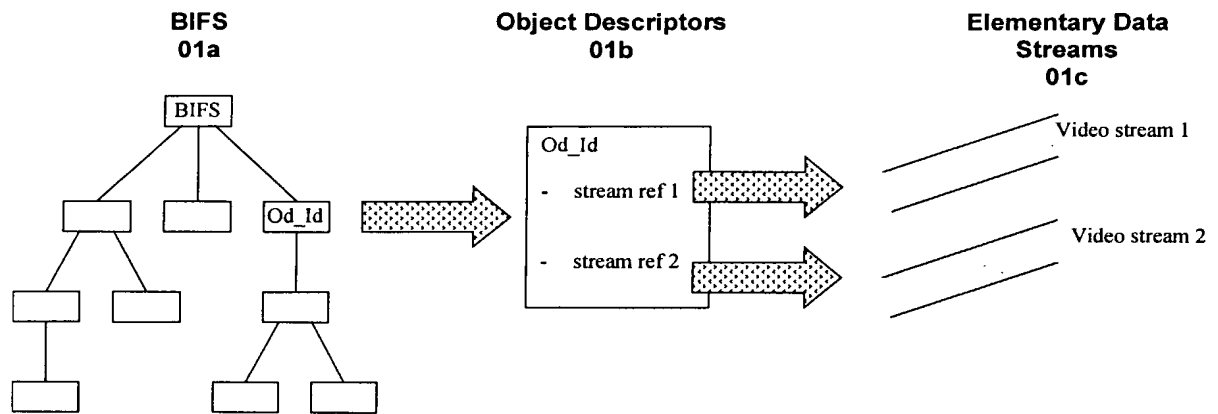 BIFS
01a
Object Descriptors
01b
Elementary Data
Streams
01c
BIFS
Od_Id
Od_Id
- stream ref 1
- stream ref 2
Video stream 1
Video stream 2